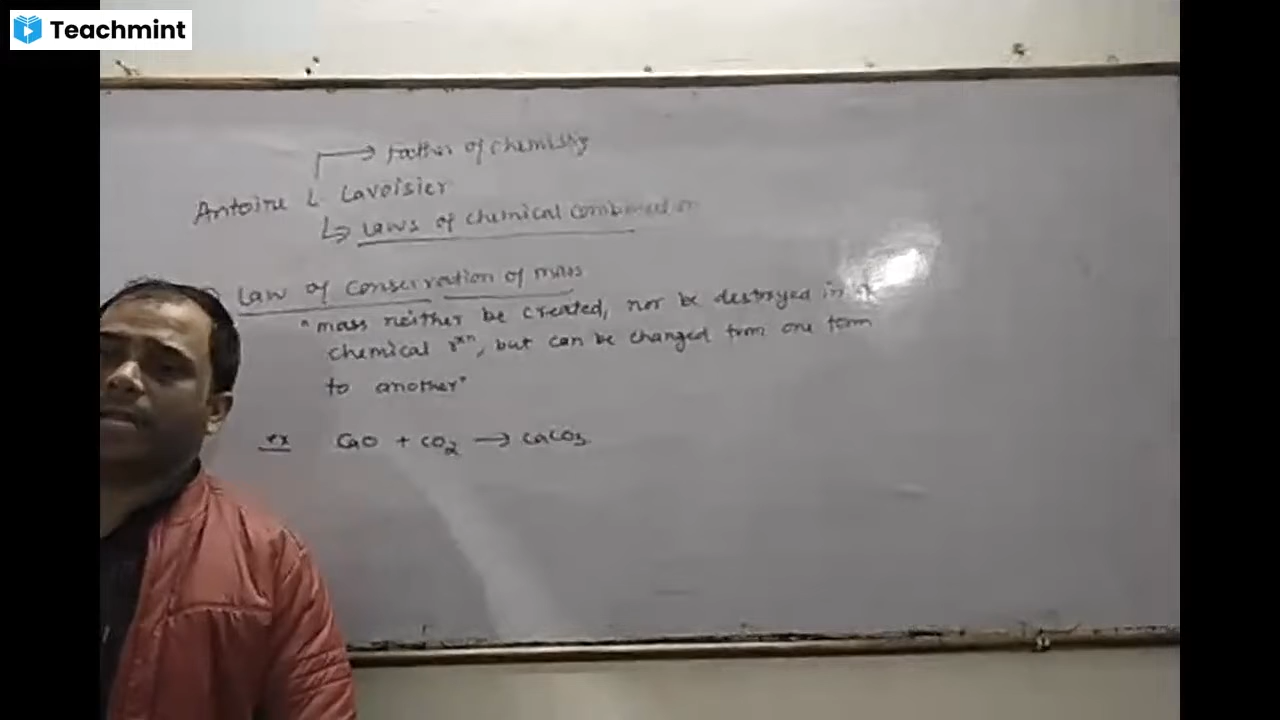 Teachmint
Father of chemistry
Antoine L. Lavoisier
Laws of chemical
Law of conservation of mass
"mass neither be created, nor be destroyed in a
chemical rxn, but can be changed from one form
to another"
ex CaO + CO2 → CaCO3